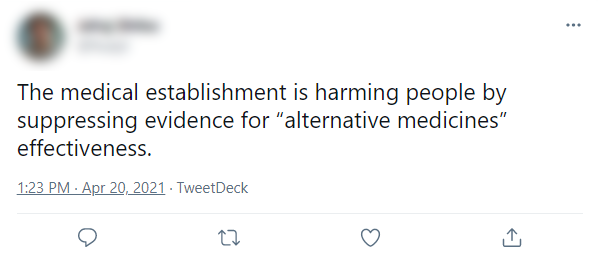 The medical establishment is harming people by
suppressing evidence for “alternative medicines”
effectiveness.
1:23 PM · Apr 20, 2021 · TweetDeck